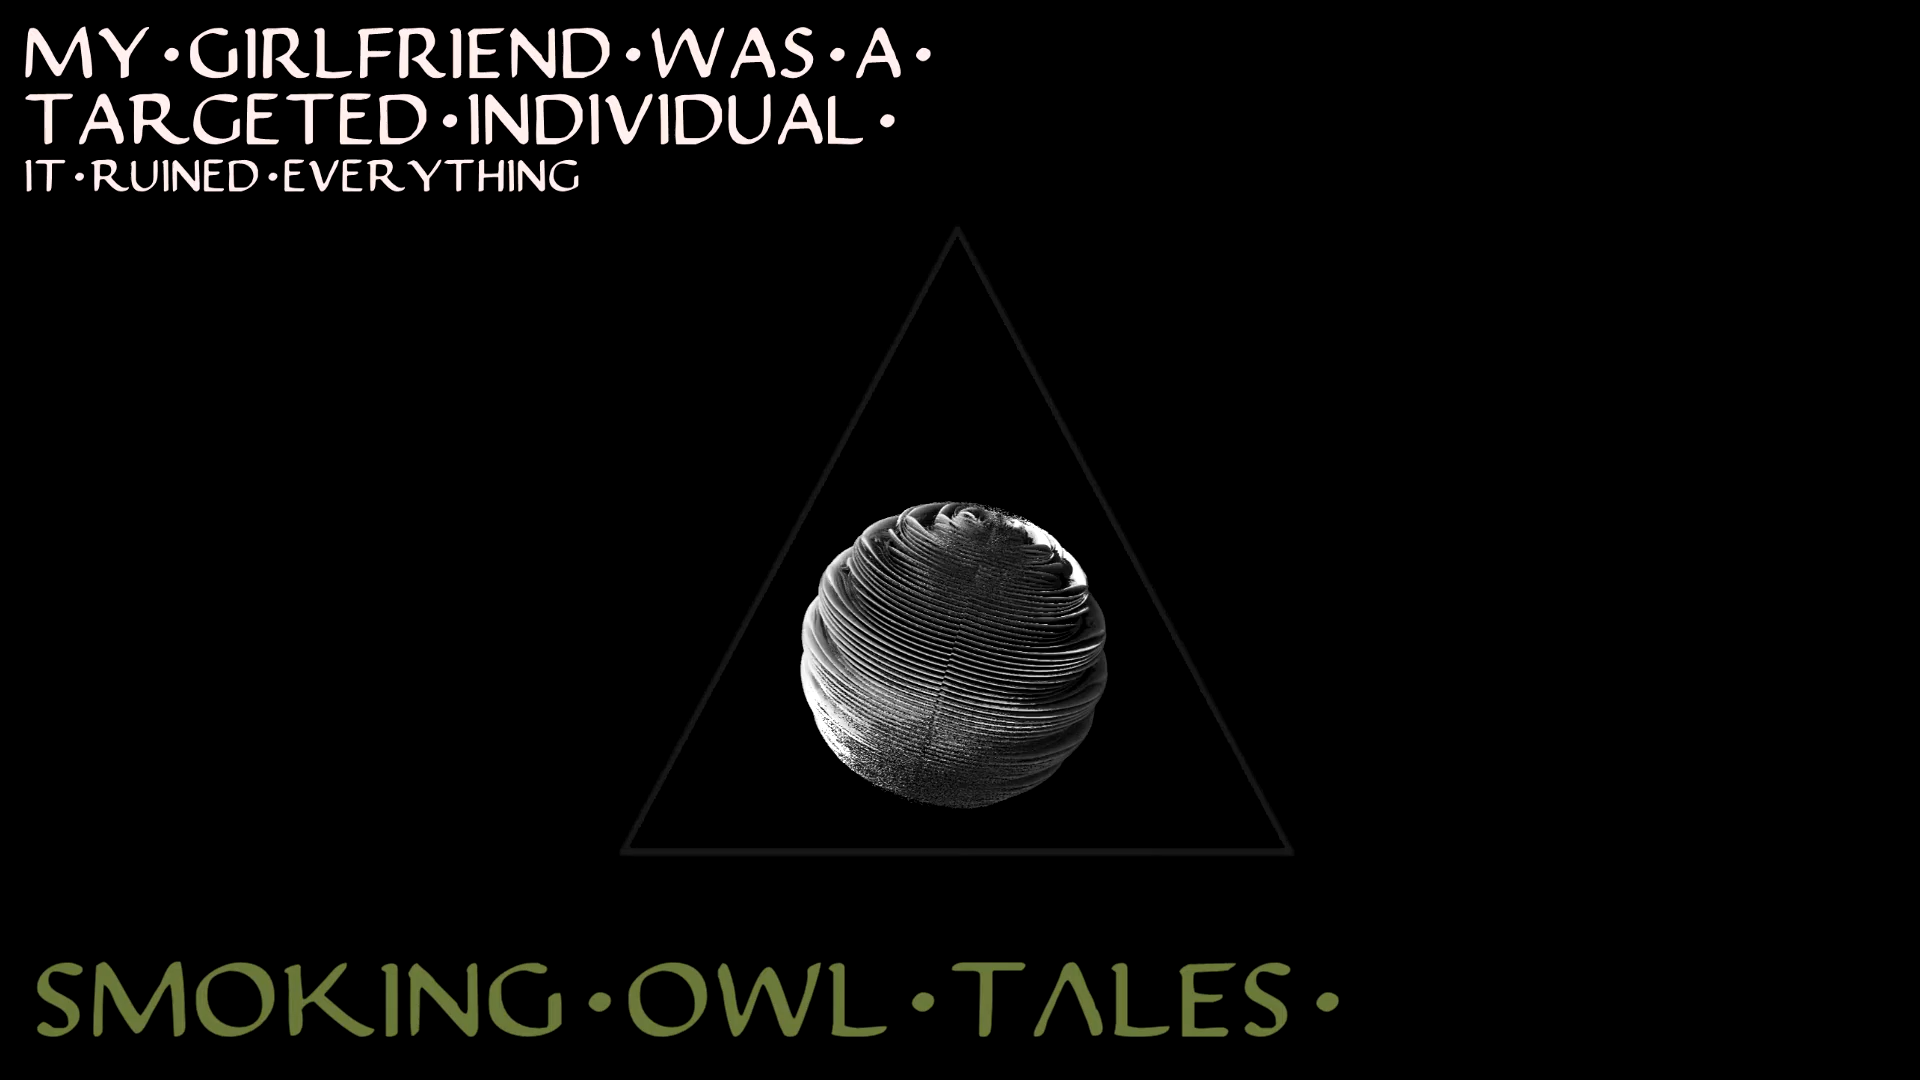 MY•GIRLFRIEND•WAS•A•
TARGETED•INDIVIDUAL•
IT•RUINED•EVERYTHING
SMOKING•OWL•TALES•